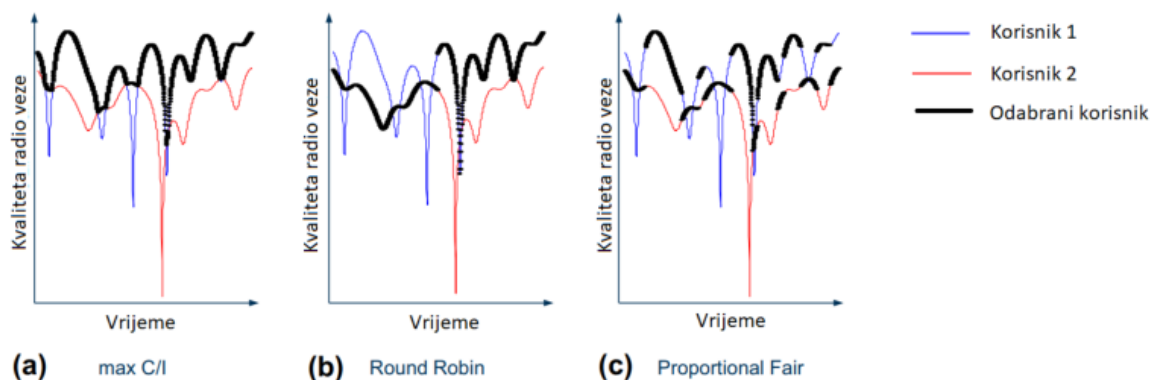 Kvaliteta radio veze
Vrijeme
(a) max C/I
Kvaliteta radio veze
Vrijeme
(b) Round Robin
Kvaliteta radio veze
Vrijeme
(c) Proportional Fair
Korisnik 1
Korisnik 2
Odabrani korisnik